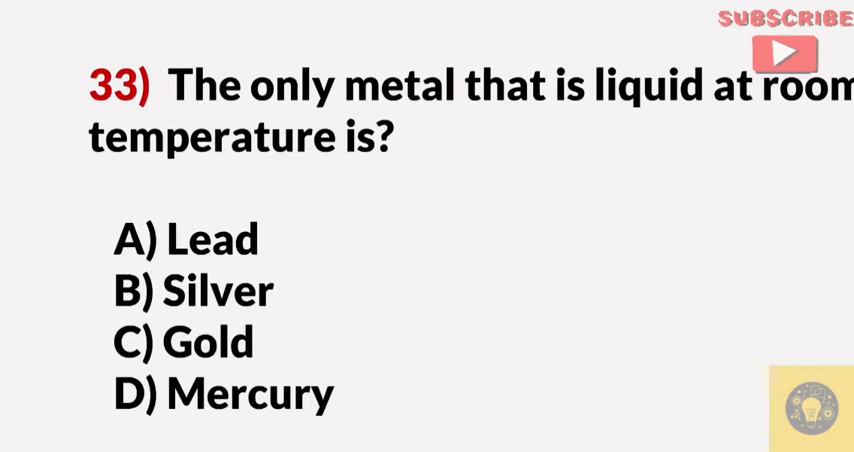 SUBSCRIBE
33) The only metal that is liquid at room
temperature is?
A) Lead
B) Silver
C) Gold
D) Mercury